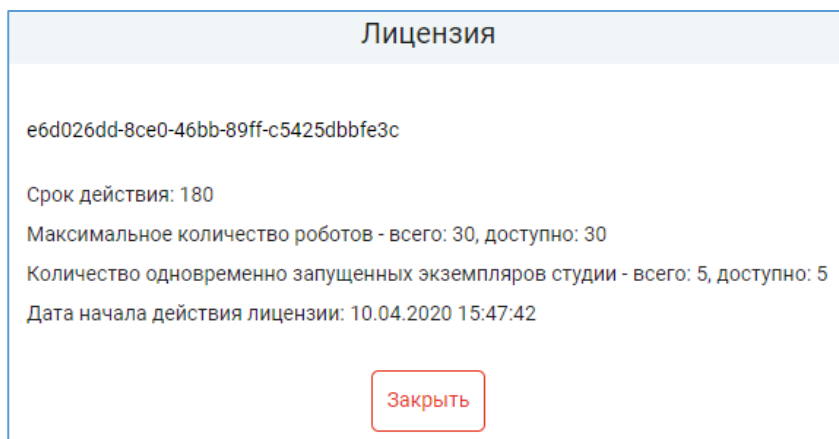 Лицензия
e6d026dd-8ce0-46bb-89ff-c5425dbbfe3c
Срок действия: 180
Максимальное количество роботов - всего: 30, доступно: 30
Количество одновременно запущенных экземпляров студии - всего: 5, доступно: 5
Дата начала действия лицензии: 10.04.2020 15:47:42
Закрыть